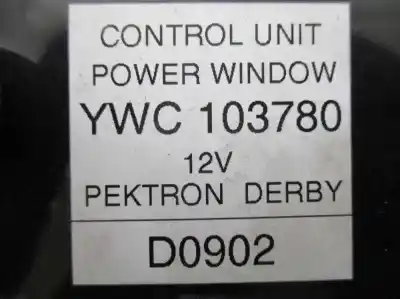 CONTROL UNIT
POWER WINDOW
YWC 103780
12V
PEKTRON DERBY
D0902